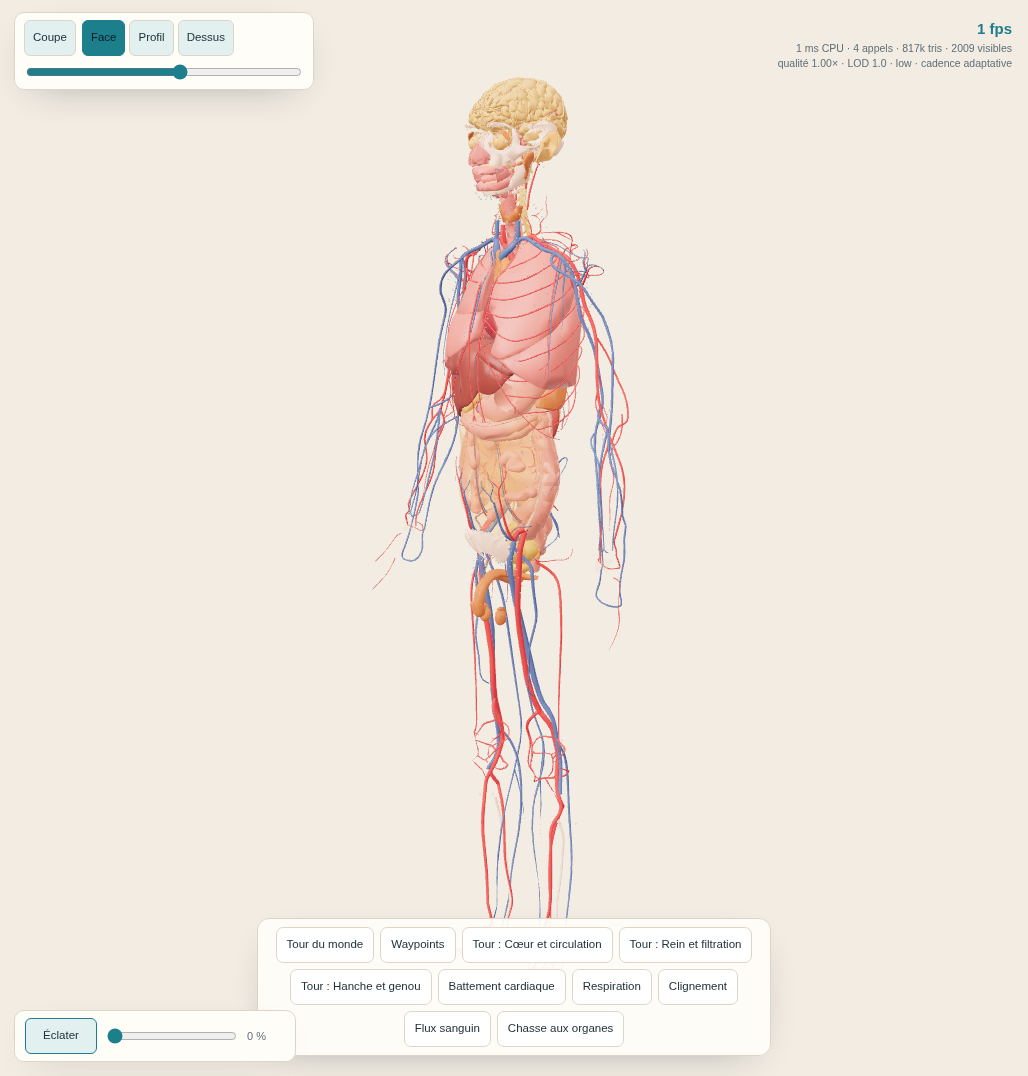 Coupe Face Profil Dessus
1 fps
1 ms CPU · 4 appels · 817k tris · 2009 visibles
qualité 1.00× · LOD 1.0 · low · cadence adaptative
Tour du monde Waypoints Tour : Cœur et circulation Tour : Rein et filtration
Tour : Hanche et genou Battement cardiaque Respiration Clignement
Flux sanguin Chasse aux organes
Éclater 0 %